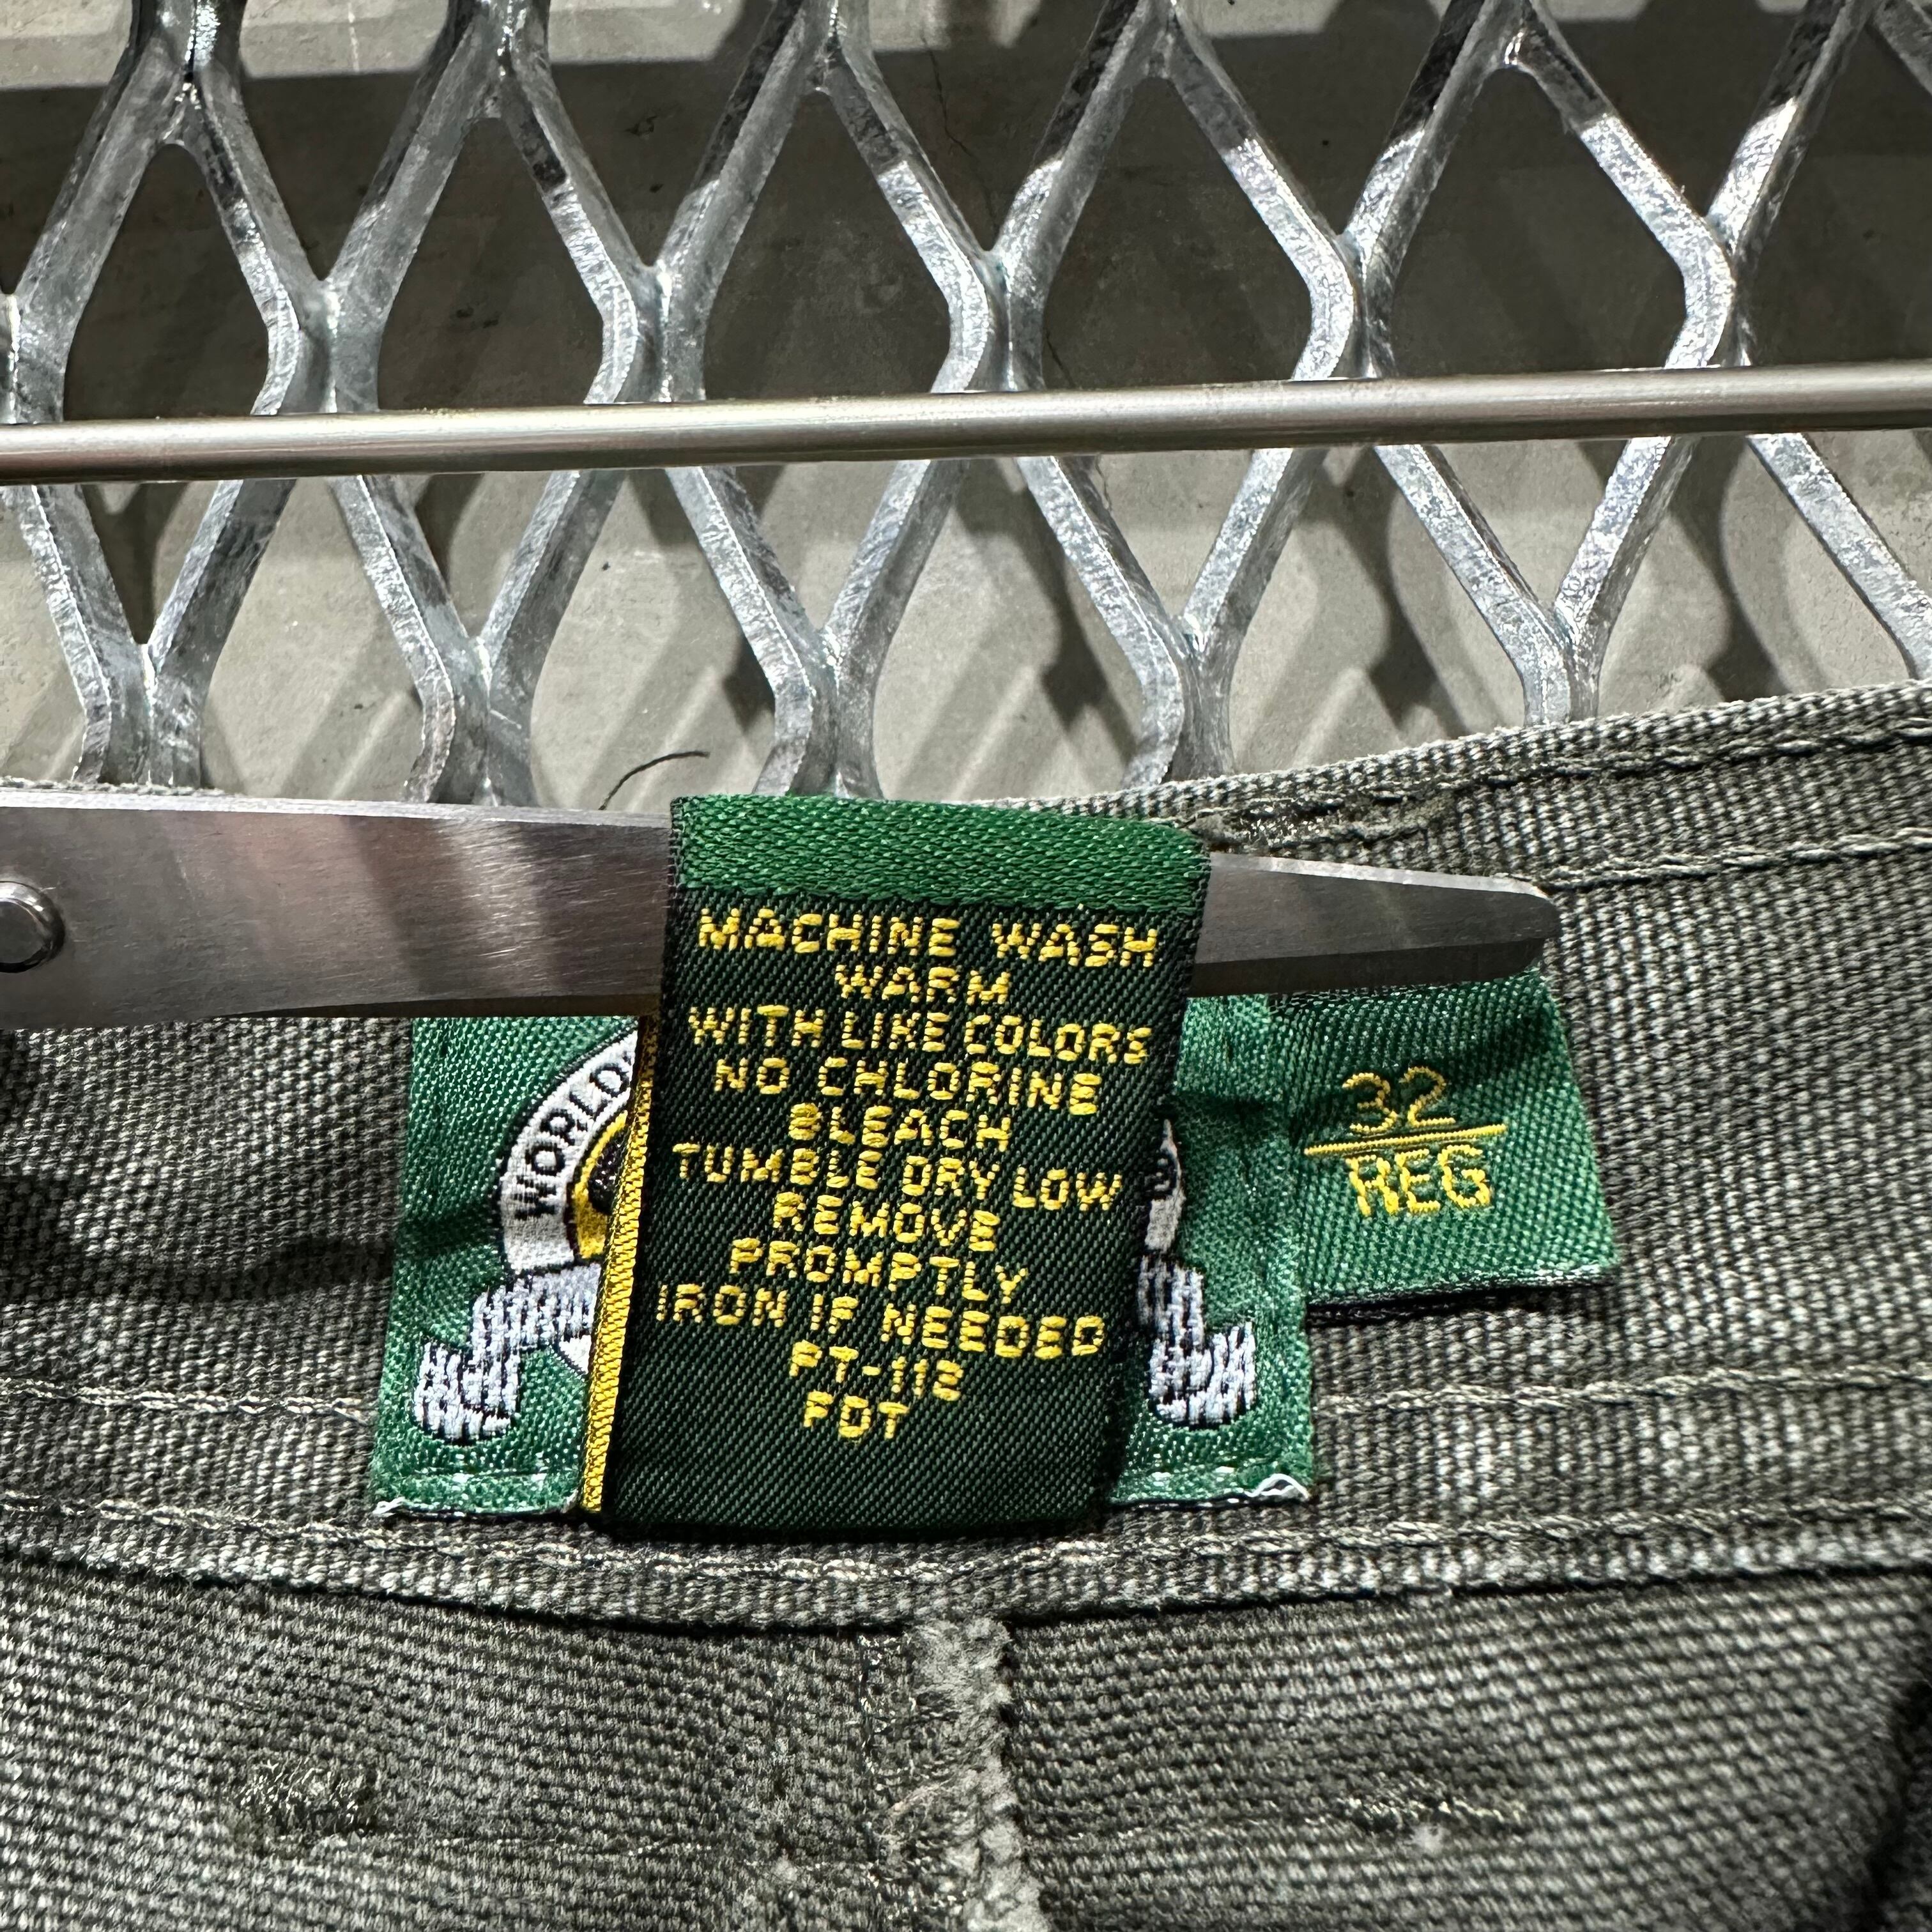 MACHINE WASH
WARM
WITH LIKE COLORS
NO CHLORINE
BLEACH
TUMBLE DRY LOW
REMOVE
PROMPTLY
IRON IF NEEDED
PT-112
PDT
32
REG